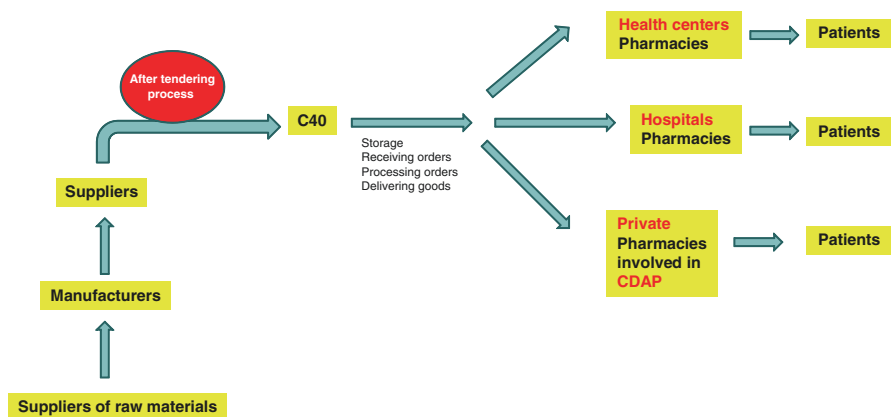 After tendering
process
C40
Storage
Receiving orders
Processing orders
Delivering goods
Suppliers
Manufacturers
Suppliers of raw materials
Health centers
Pharmacies
Patients
Hospitals
Pharmacies
Patients
Private
Pharmacies
involved in
CDAP
Patients